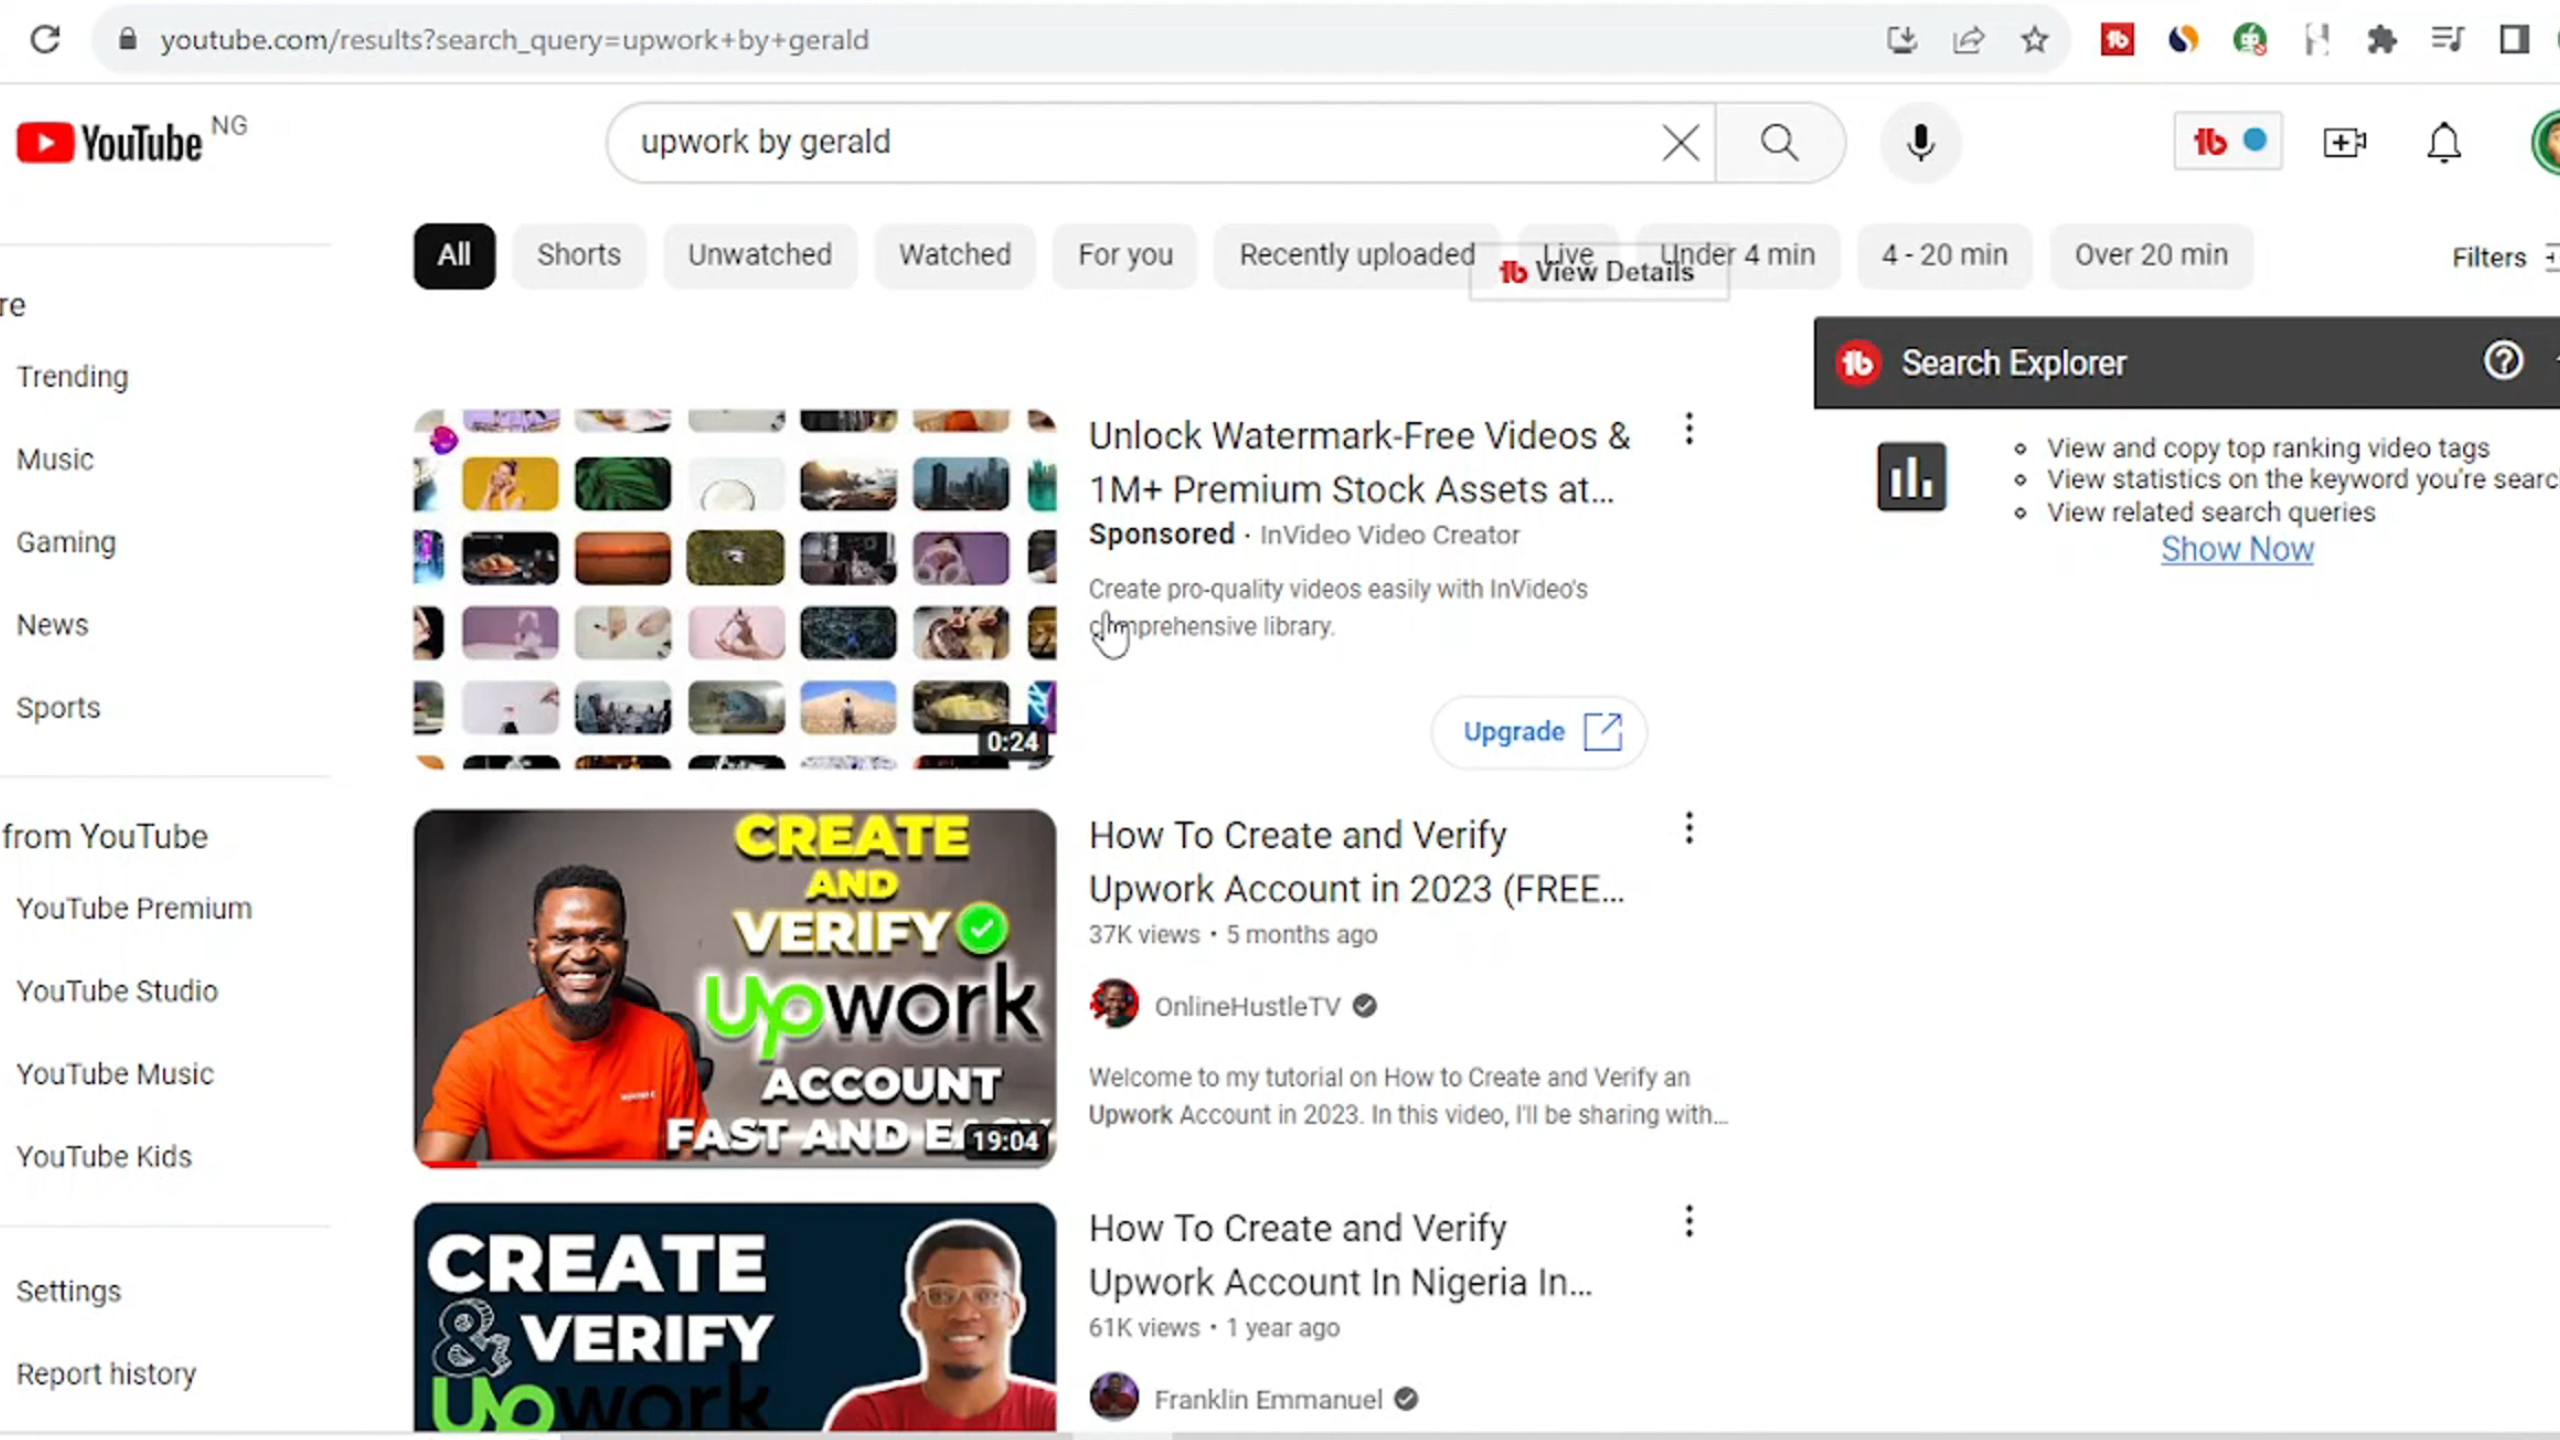 youtube.com/results?search_query=upwork+by+gerald
YouTube NG
upwork by gerald
All
Shorts
Unwatched
Watched
For you
Recently uploaded
Live
Under 4 min
4 - 20 min
Over 20 min
Filters
View Details
re
Trending
Music
Gaming
News
Sports
from YouTube
YouTube Premium
YouTube Studio
YouTube Music
YouTube Kids
Settings
Report history
0:24
Unlock Watermark-Free Videos &
1M+ Premium Stock Assets at...
Sponsored · InVideo Video Creator
Create pro-quality videos easily with InVideo's
library.
Upgrade
CREATE
AND
VERIFY
Upwork
ACCOUNT
FAST AND
19:04
How To Create and Verify
Upwork Account in 2023 (FREE...
37K views • 5 months ago
OnlineHustleTV
Welcome to my tutorial on How to Create and Verify an
Upwork Account in 2023. In this video, I'll be sharing with...
CREATE
& VERIFY
Upwork
How To Create and Verify
Upwork Account In Nigeria In...
61K views • 1 year ago
Franklin Emmanuel
Search Explorer
View and copy top ranking video tags
View statistics on the keyword you're searc
View related search queries
Show Now